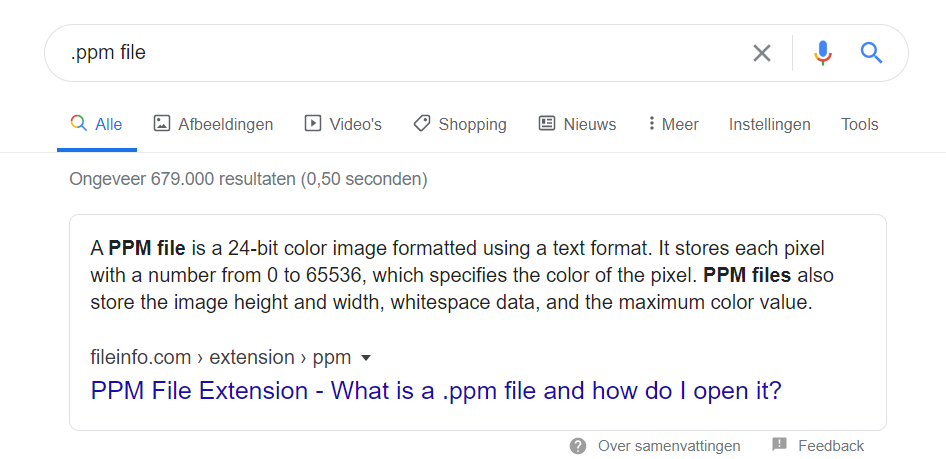 .ppm file
Alle Afbeeldingen Video's Shopping Nieuws Meer Instellingen Tools
Ongeveer 679.000 resultaten (0,50 seconden)
A PPM file is a 24-bit color image formatted using a text format. It stores each pixel
with a number from 0 to 65536, which specifies the color of the pixel. PPM files also
store the image height and width, whitespace data, and the maximum color value.
fileinfo.com › extension › ppm
PPM File Extension - What is a .ppm file and how do I open it?
Over samenvattingen Feedback